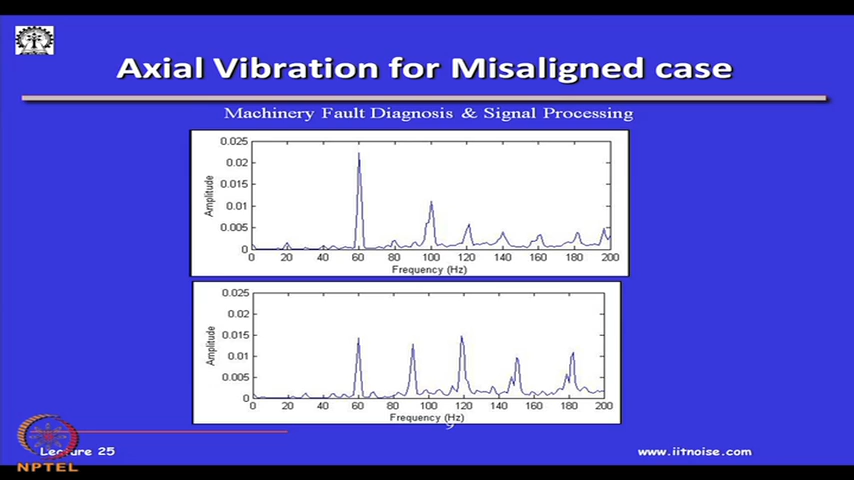 Axial Vibration for Misaligned case
Machinery Fault Diagnosis & Signal Processing
0.025
0.02
0.015
0.01
0.005
0
Amplitude
0 20 40 60 80 100 120 140 160 180 200
Frequency (Hz)
0.025
0.02
0.015
0.01
0.005
0
Amplitude
0 20 40 60 80 100 120 140 160 180 200
Frequency (Hz)
9
Lecture 25
www.iitnoise.com
NPTEL